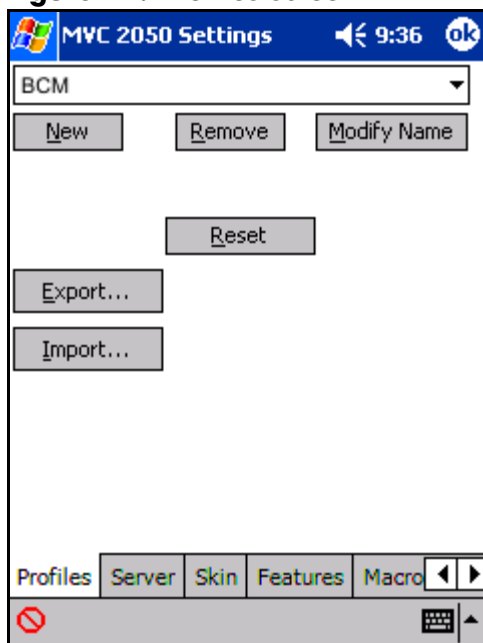 MVC 2050 Settings 9:36 ok
BCM
New Remove Modify Name
Reset
Export...
Import...
Profiles Server Skin Features Macro